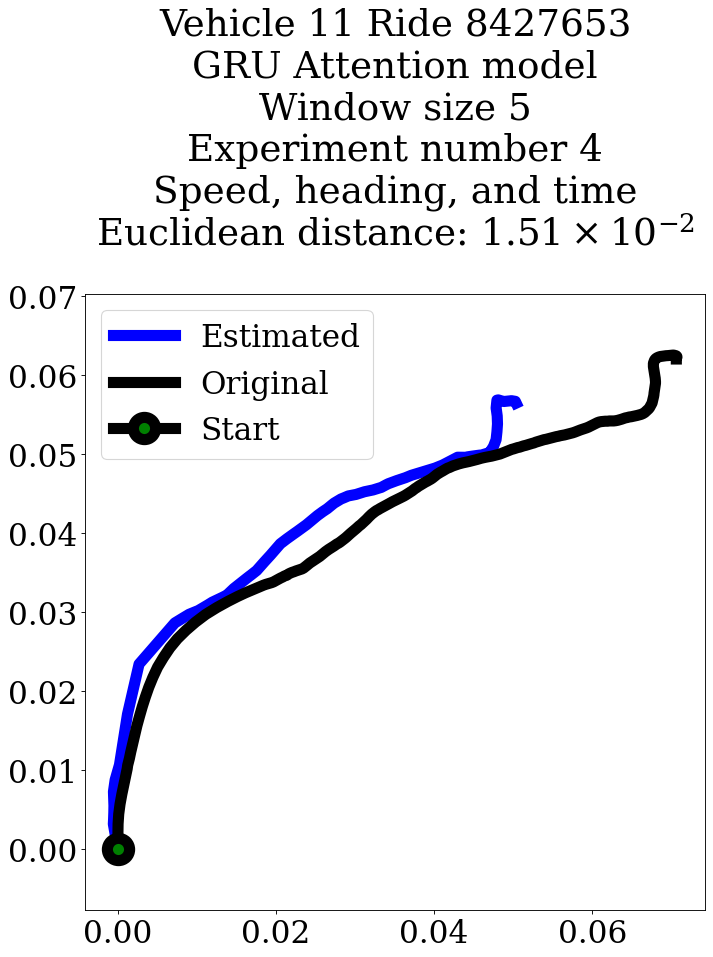 Vehicle 11 Ride 8427653
GRU Attention model
Window size 5
Experiment number 4
Speed, heading, and time
Euclidean distance: 1.51 × 10⁻²
0.07
0.06
0.05
0.04
0.03
0.02
0.01
0.00
Estimated
Original
Start
0.00 0.02 0.04 0.06